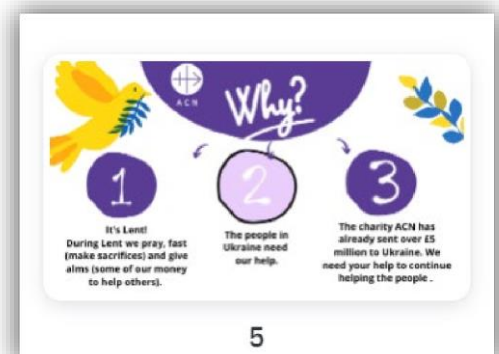 ACN
Why?
1
It's Lent!
During Lent we pray, fast
(make sacrifices) and give
alms (some of our money
to help others).
2
The people in
Ukraine need
our help.
3
The charity ACN has
already sent over £5
million to Ukraine. We
need your help to continue
helping the people .
5